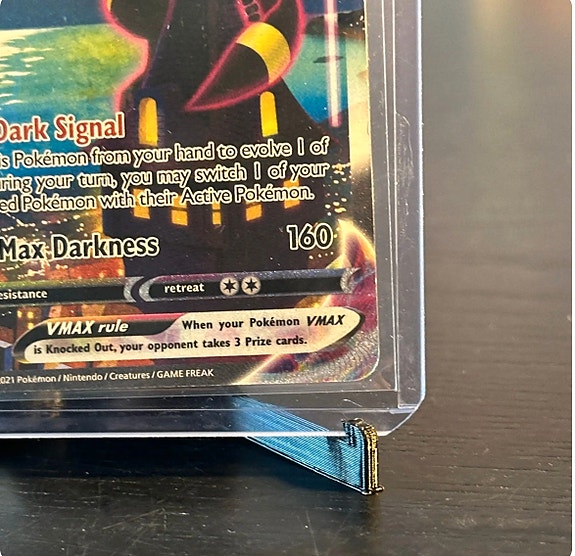 Dark Signal
is Pokémon from your hand to evolve 1 of
uring your turn, you may switch 1 of your
ed Pokémon with their Active Pokémon.
Max Darkness 160
esistance retreat
VMAX rule When your Pokémon VMAX
is Knocked Out, your opponent takes 3 Prize cards.
021 Pokémon / Nintendo / Creatures / GAME FREAK